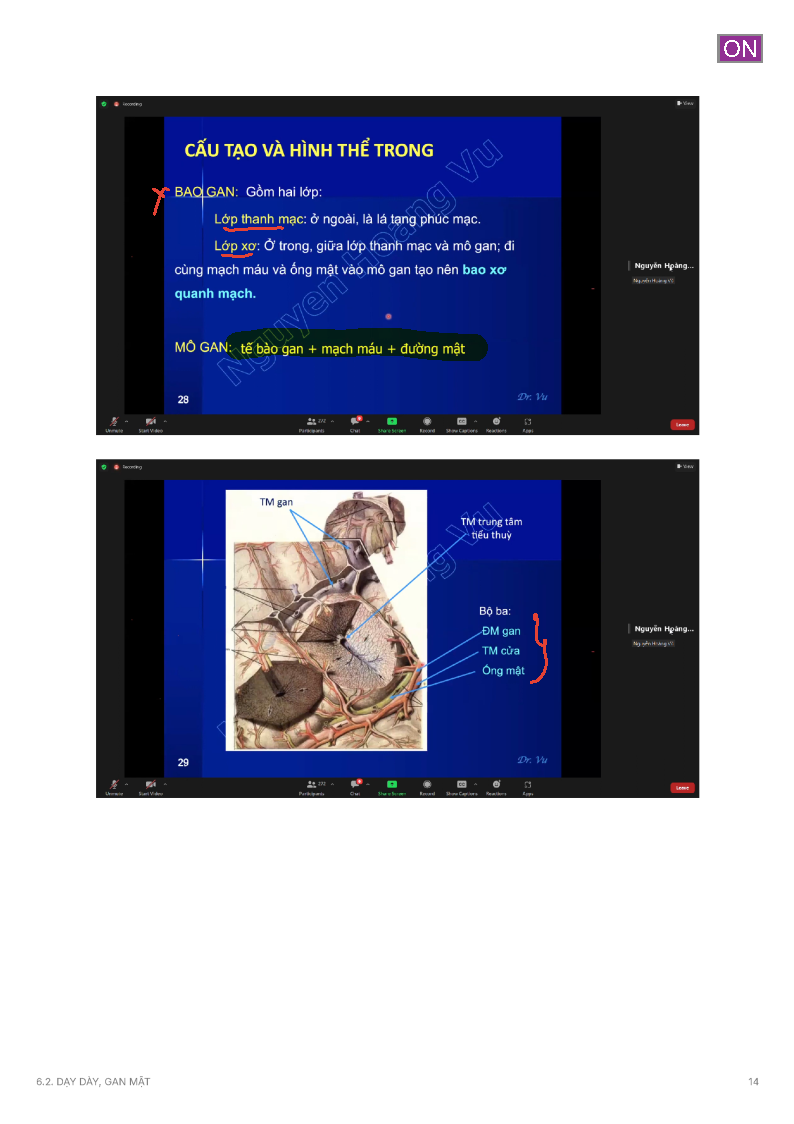 ON
Recording
View
CẤU TẠO VÀ HÌNH THỂ TRONG
BAO GAN: Gồm hai lớp:
Lớp thanh mạc: ở ngoài, là lá tạng phúc mạc.
Lớp xơ: Ở trong, giữa lớp thanh mạc và mô gan; đi
cùng mạch máu và ống mật vào mô gan tạo nên bao xơ
quanh mạch.
MÔ GAN: tế bào gan + mạch máu + đường mật
Nguyen Hoang Vu
28
Dr. Vu
Nguyễn Hoàng...
Nguyễn Hoàng Vũ
Unmute
Start Video
Participants
Chat
Share Screen
Record
Show Captions
Reactions
Apps
Leave
Recording
View
TM gan
TM trung tâm
tiểu thuỳ
Bộ ba:
ĐM gan
TM cửa
Ống mật
29
Dr. Vu
Nguyễn Hoàng...
Nguyễn Hoàng Vũ
Unmute
Start Video
272
Participants
Chat
Share Screen
Record
Show Captions
Reactions
Apps
Leave
6.2. DẠ DÀY, GAN MẬT
14